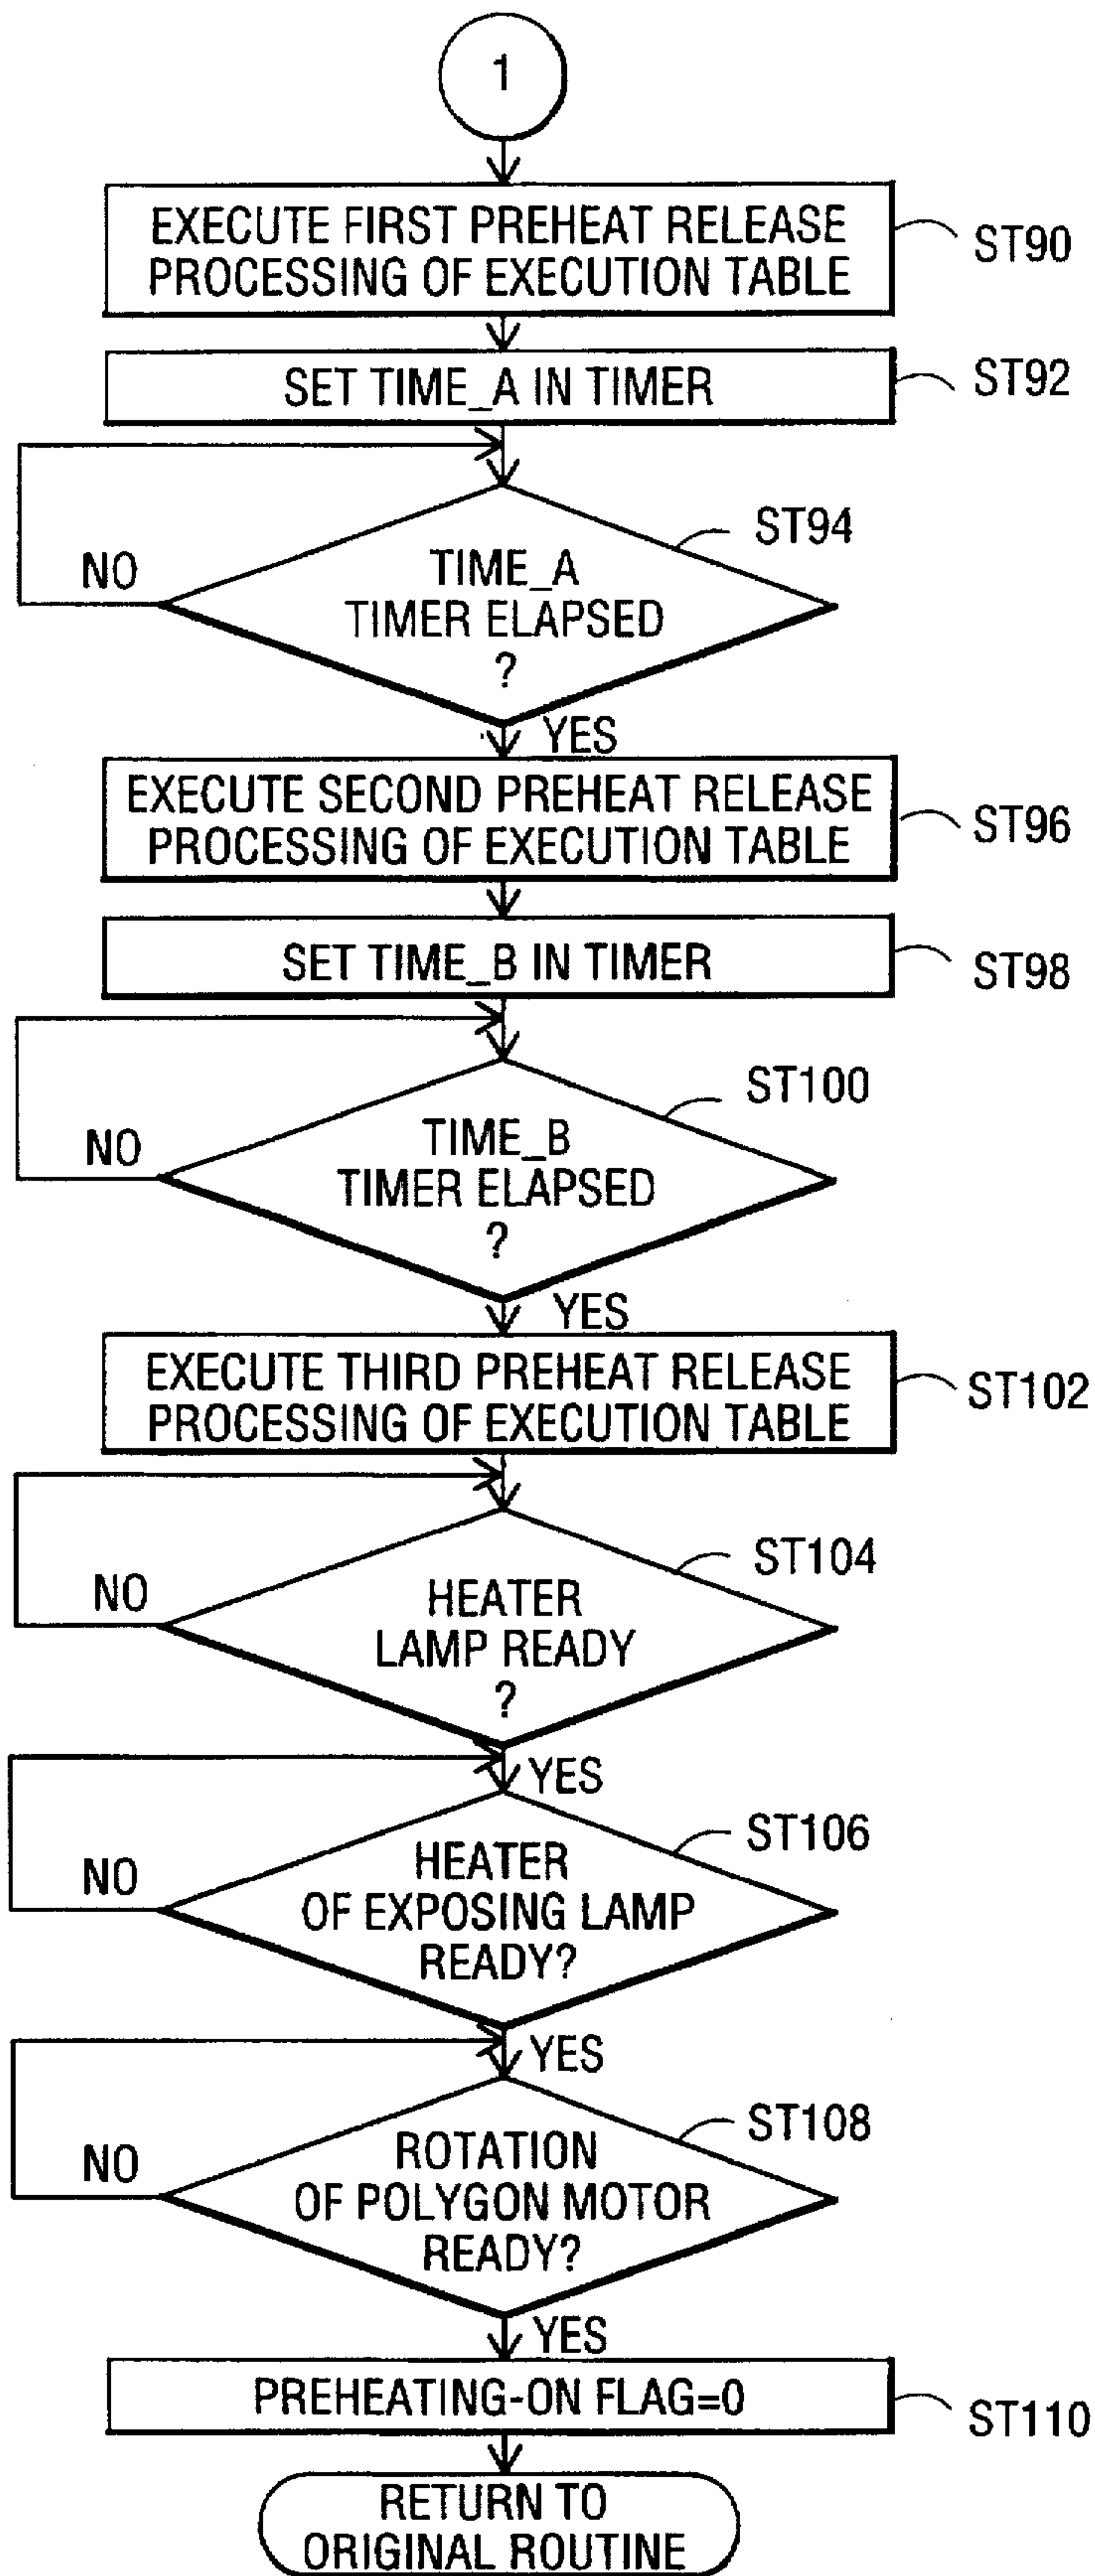 1
EXECUTE FIRST PREHEAT RELEASE
PROCESSING OF EXECUTION TABLE
ST90
SET TIME_A IN TIMER
ST92
ST94
NO
TIME_A
TIMER ELAPSED
?
YES
EXECUTE SECOND PREHEAT RELEASE
PROCESSING OF EXECUTION TABLE
ST96
SET TIME_B IN TIMER
ST98
ST100
NO
TIME_B
TIMER ELAPSED
?
YES
EXECUTE THIRD PREHEAT RELEASE
PROCESSING OF EXECUTION TABLE
ST102
ST104
NO
HEATER
LAMP READY
?
YES
ST106
NO
HEATER
OF EXPOSING LAMP
READY?
YES
ST108
NO
ROTATION
OF POLYGON MOTOR
READY?
YES
PREHEATING-ON FLAG=0
ST110
RETURN TO
ORIGINAL ROUTINE